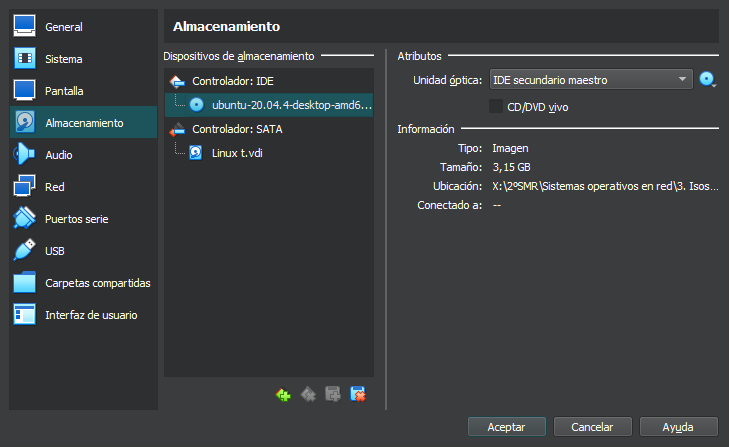 General
Sistema
Pantalla
Almacenamiento
Audio
Red
Puertos serie
USB
Carpetas compartidas
Interfaz de usuario
Almacenamiento
Dispositivos de almacenamiento
Controlador: IDE
ubuntu-20.04.4-desktop-amd6...
Controlador: SATA
Linux t.vdi
Atributos
Unidad óptica: IDE secundario maestro
CD/DVD vivo
Información
Tipo: Imagen
Tamaño: 3,15 GB
Ubicación: X:\2ºSMR\Sistemas operativos en red\3. Isos...
Conectado a: --
Aceptar Cancelar Ayuda